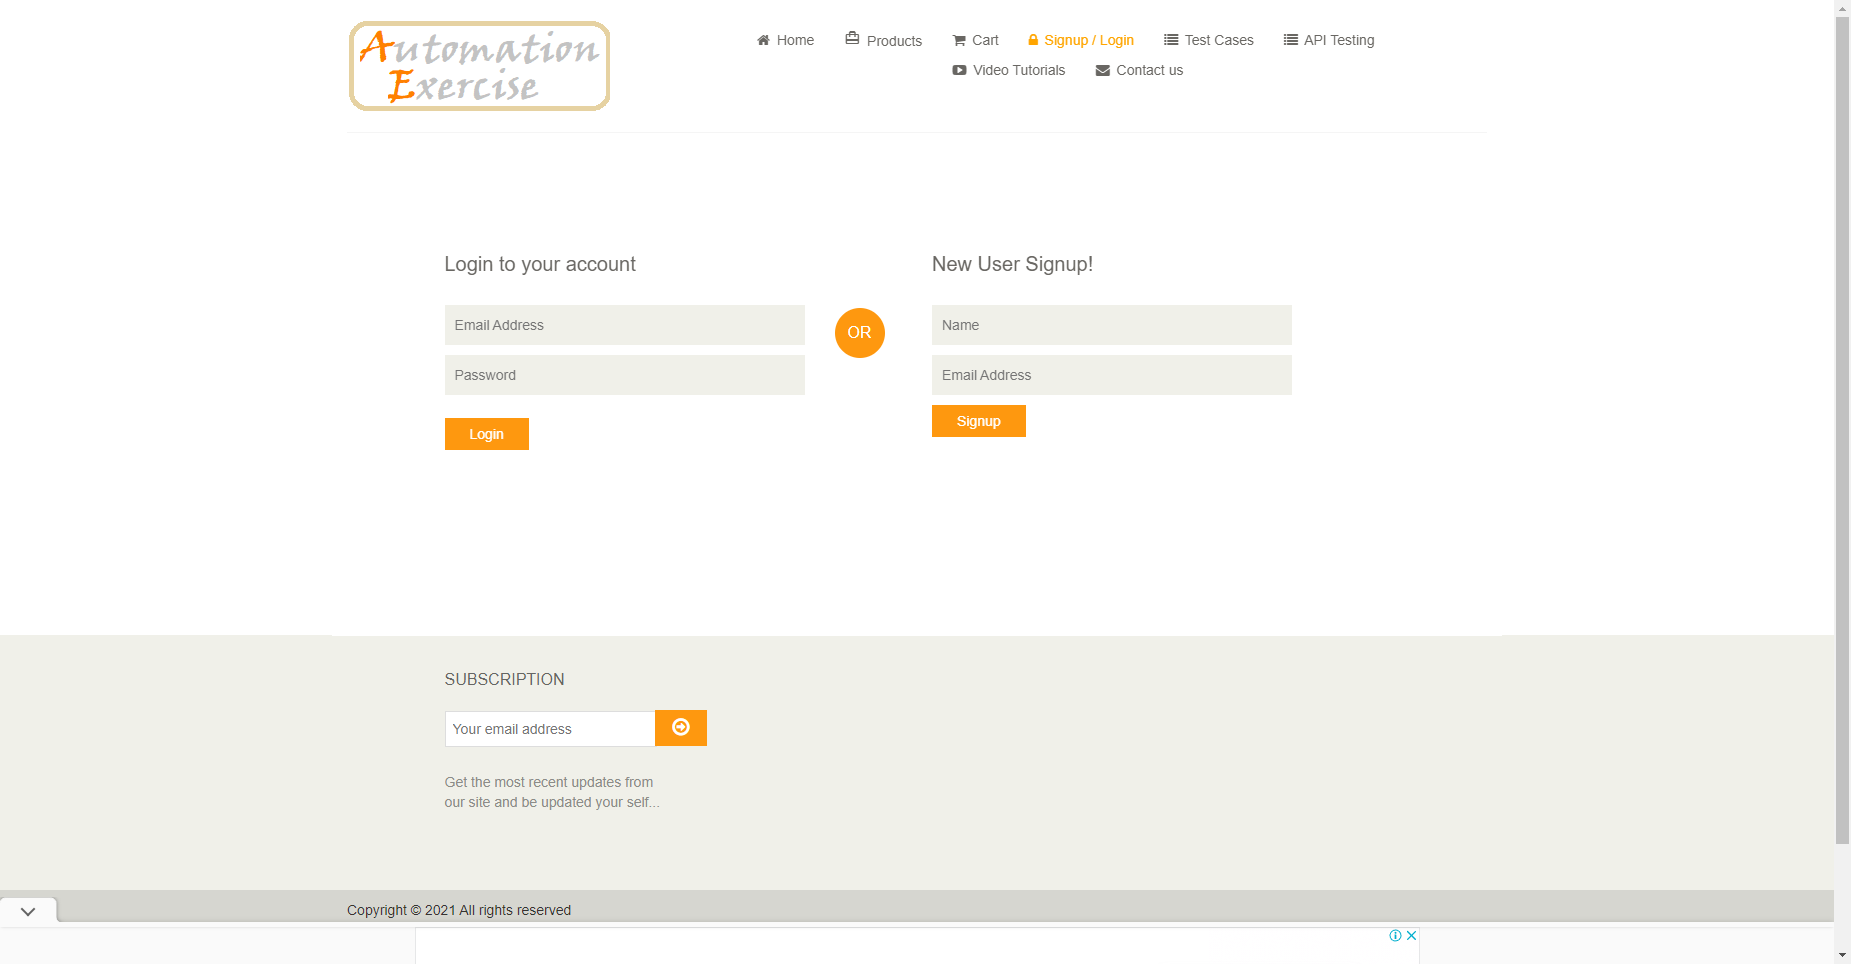 Automation
Exercise
Home Products Cart Signup / Login Test Cases API Testing
Video Tutorials Contact us
Login to your account
Email Address
Password
Login
OR
New User Signup!
Name
Email Address
Signup
SUBSCRIPTION
Your email address
Get the most recent updates from
our site and be updated your self...
Copyright © 2021 All rights reserved